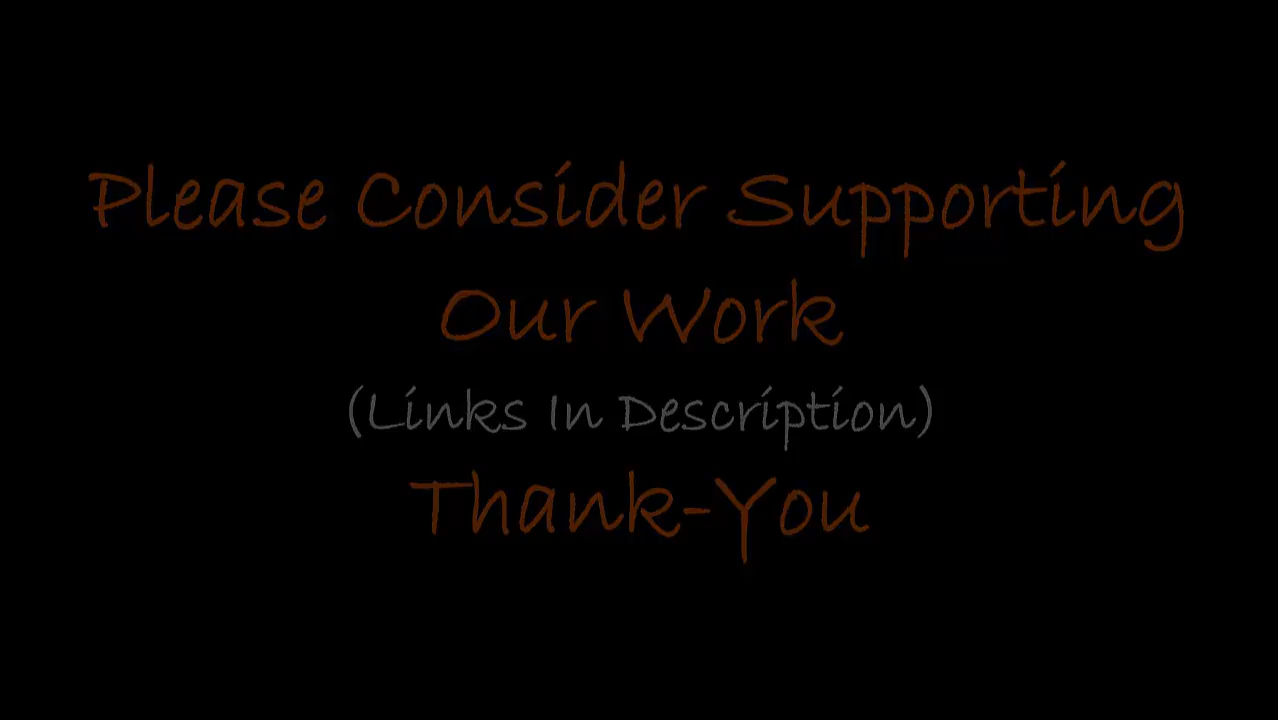 Please Consider Supporting
Our Work
(Links In Description)
Thank-You